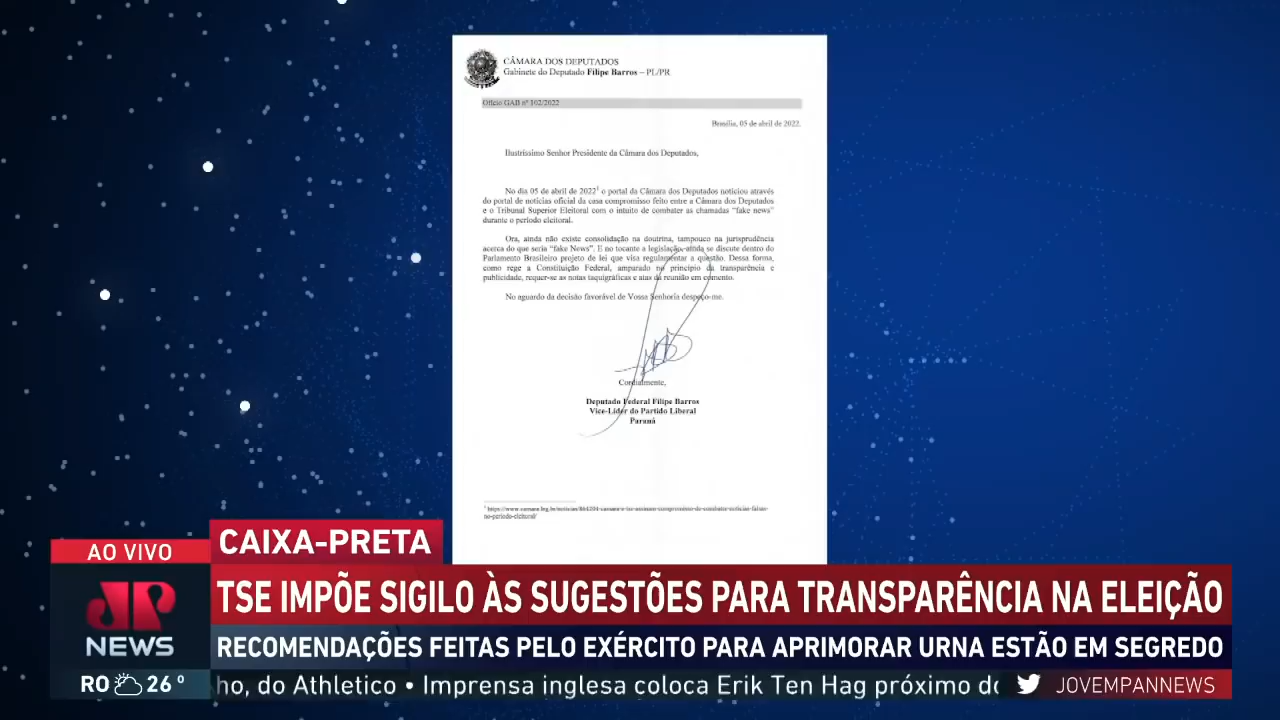 CÂMARA DOS DEPUTADOS
Gabinete do Deputado Filipe Barros – PL/PR
Ofício GAB nº 162/2022
Brasília, 05 de abril de 2022.
Ilustríssimo Senhor Presidente da Câmara dos Deputados,
No dia 05 de abril de 2022¹ o portal da Câmara dos Deputados noticiou através
do portal de notícias oficial da casa compromisso feito entre a Câmara dos Deputados
e o Tribunal Superior Eleitoral com o intuito de combater as chamadas “fake news”
durante o período eleitoral.
Ora, ainda não existe consolidação na doutrina, tampouco na jurisprudência
acerca do que seria “fake News”. E no tocante a legislação, ainda se discute dentro do
Parlamento Brasileiro projeto de lei que visa regulamentar a questão. Dessa forma,
como rege a Constituição Federal, amparado no princípio da transparência e
publicidade, requer-se as notas taquigráficas e atas da reunião em comento.
No aguardo da decisão favorável de Vossa Senhoria despeço-me.
Cordialmente,
Deputado Federal Filipe Barros
Vice-Líder do Partido Liberal
Paraná
no-periodo-eleitoral/
CAIXA-PRETA
AO VIVO
JP
NEWS
TSE IMPÕE SIGILO ÀS SUGESTÕES PARA TRANSPARÊNCIA NA ELEIÇÃO
RECOMENDAÇÕES FEITAS PELO EXÉRCITO PARA APRIMORAR URNA ESTÃO EM SEGREDO
RO 26 º
ho, do Athletico • Imprensa inglesa coloca Erik Ten Hag próximo do
JOVEMPANNEWS